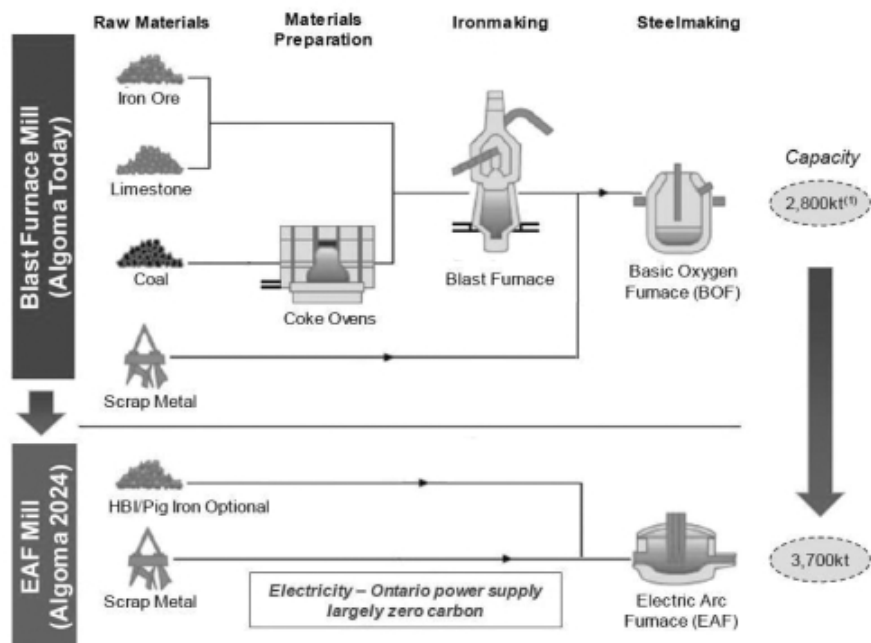 Raw Materials
Materials
Preparation
Ironmaking
Steelmaking
Blast Furnace Mill
(Algoma Today)
Iron Ore
Limestone
Coal
Coke Ovens
Blast Furnace
Basic Oxygen
Furnace (BOF)
Scrap Metal
Capacity
2,800kt(1)
EAF Mill
(Algoma 2024)
HBI/Pig Iron Optional
Scrap Metal
Electricity – Ontario power supply
largely zero carbon
Electric Arc
Furnace (EAF)
3,700kt